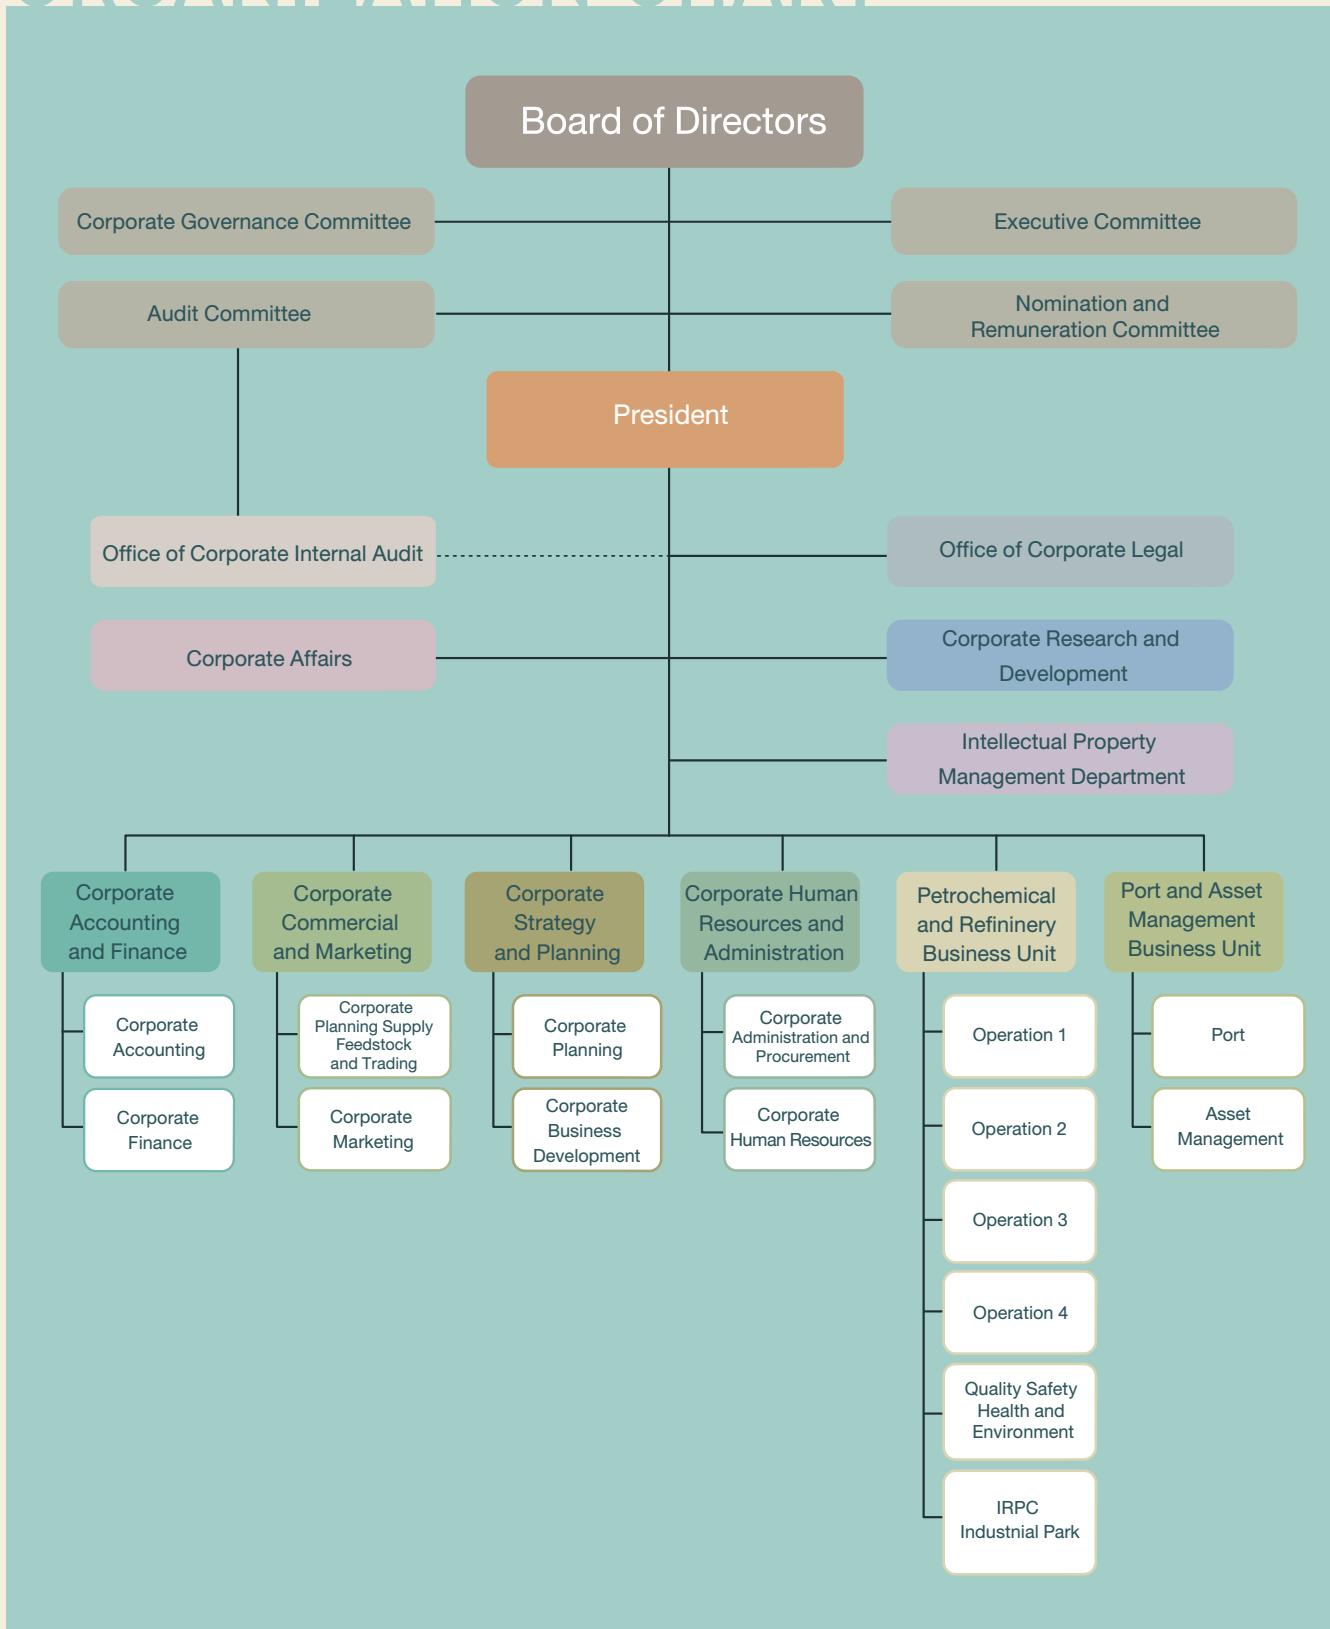 Board of Directors
Corporate Governance Committee
Executive Committee
Audit Committee
Nomination and
Remuneration Committee
President
Office of Corporate Internal Audit
Office of Corporate Legal
Corporate Affairs
Corporate Research and
Development
Intellectual Property
Management Department
Corporate
Accounting
and Finance
Corporate
Commercial
and Marketing
Corporate
Strategy
and Planning
Corporate Human
Resources and
Administration
Petrochemical
and Refininery
Business Unit
Port and Asset
Management
Business Unit
Corporate
Accounting
Corporate
Finance
Corporate
Planning Supply
Feedstock
and Trading
Corporate
Marketing
Corporate
Planning
Corporate
Business
Development
Corporate
Administration and
Procurement
Corporate
Human Resources
Operation 1
Operation 2
Operation 3
Operation 4
Quality Safety
Health and
Environment
IRPC
Industnial Park
Port
Asset
Management